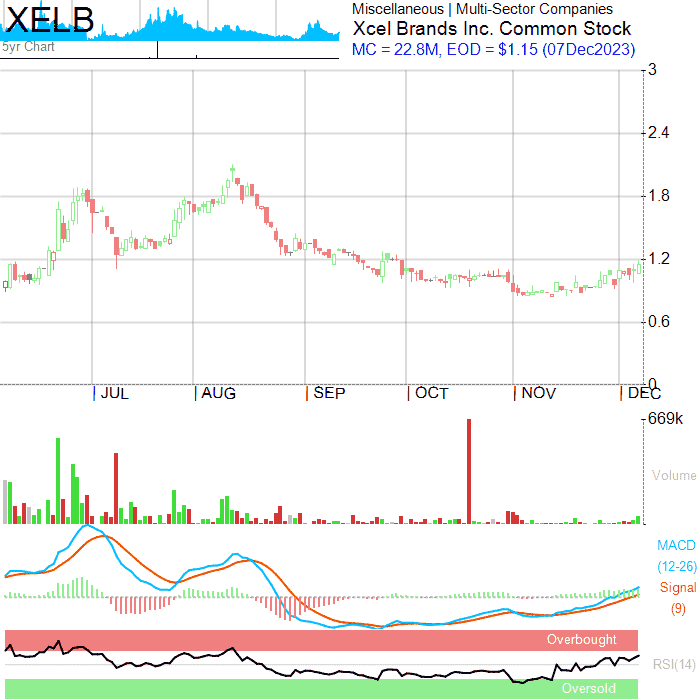 XELB
5yr Chart
Miscellaneous | Multi-Sector Companies
Xcel Brands Inc. Common Stock
MC = 22.8M, EOD = $1.15 (07Dec2023)
3
2.4
1.8
1.2
0.6
0
JUL
AUG
SEP
OCT
NOV
DEC
669k
Volume
MACD
(12-26)
Signal
(9)
Overbought
RSI(14)
Oversold